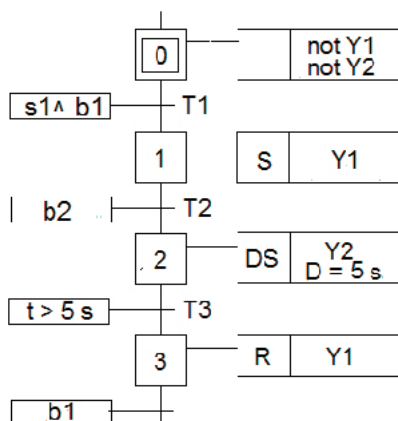 0
not Y1
not Y2
s1 ʌ b1
T1
1
S
Y1
b2
T2
2
DS
Y2
D = 5 s
t > 5 s
T3
3
R
Y1
b1